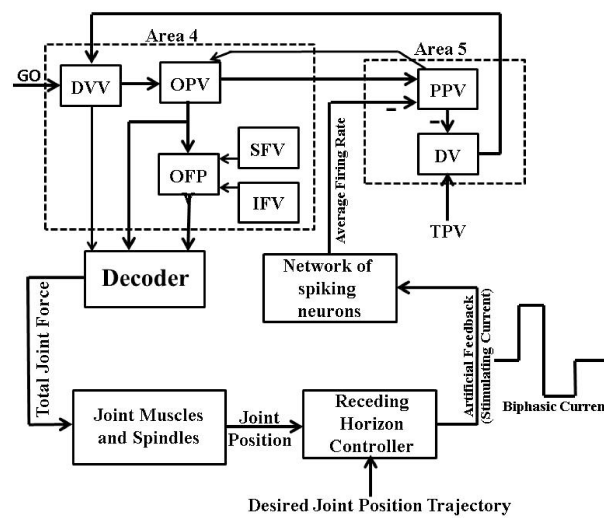 Area 4
Area 5
GO
DVV
OPV
PPV
SFV
OFP
V
IFV
DV
TPV
Average Firing Rate
Decoder
Network of
spiking
neurons
Total Joint Force
Artificial Feedback
(Stimulating Current)
Biphasic Current
Joint Muscles
and Spindles
Joint
Position
Receding
Horizon
Controller
Desired Joint Position Trajectory